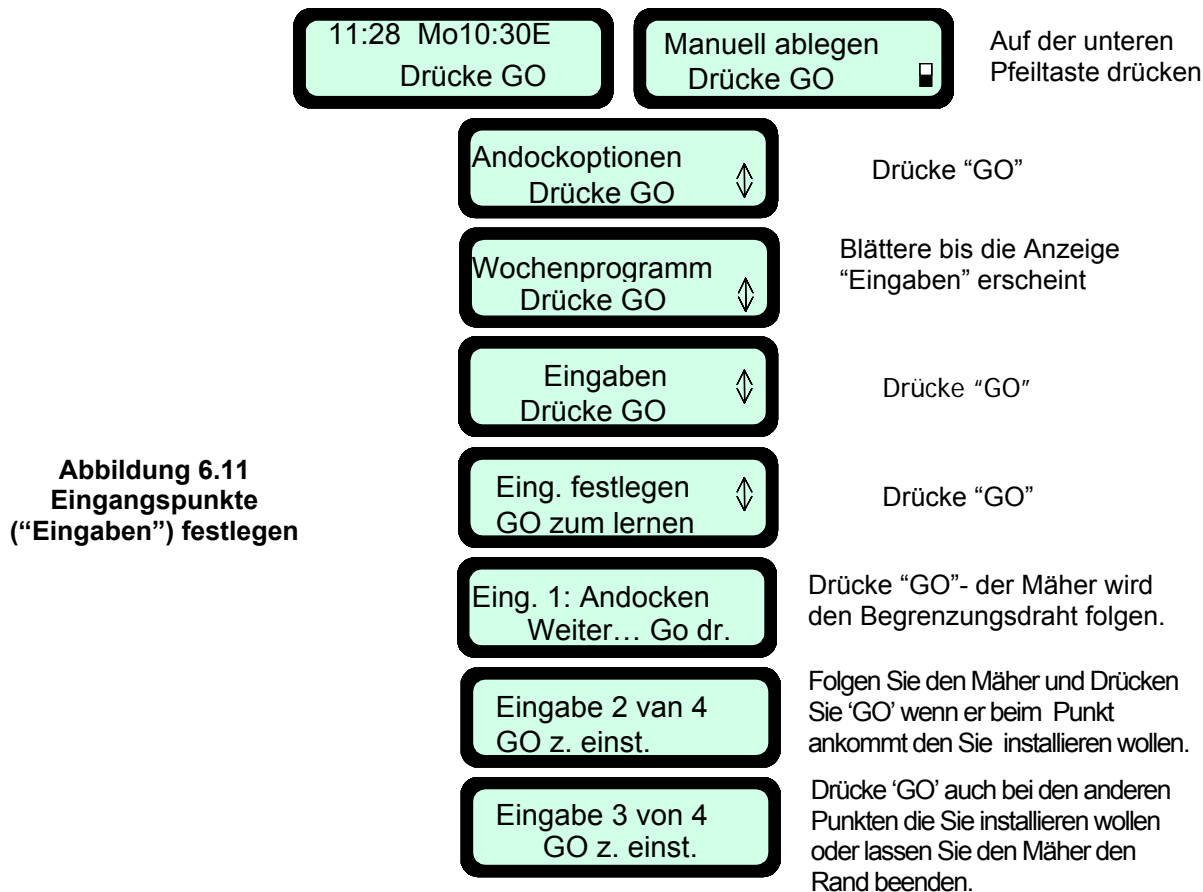 11:28 Mo10:30E
Drücke GO
Manuell ablegen
Drücke GO
Auf der unteren
Pfeiltaste drücken
Andockoptionen
Drücke GO
Drücke “GO”
Wochenprogramm
Drücke GO
Blättere bis die Anzeige
“Eingaben” erscheint
Eingaben
Drücke GO
Drücke “GO”
Abbildung 6.11
Eingangspunkte
(“Eingaben”) festlegen
Eing. festlegen
GO zum lernen
Drücke “GO”
Eing. 1: Andocken
Weiter… Go dr.
Drücke “GO”- der Mäher wird
den Begrenzungsdraht folgen.
Eingabe 2 van 4
GO z. einst.
Folgen Sie den Mäher und Drücken
Sie ‘GO’ wenn er beim Punkt
ankommt den Sie installieren wollen.
Eingabe 3 von 4
GO z. einst.
Drücke ‘GO’ auch bei den anderen
Punkten die Sie installieren wollen
oder lassen Sie den Mäher den
Rand beenden.